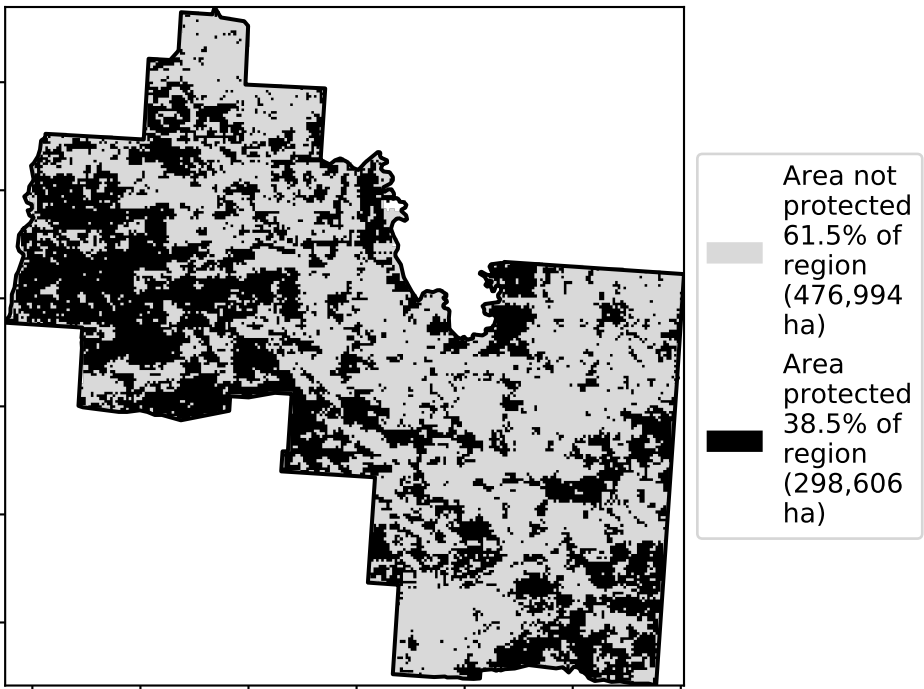 Area not
protected
61.5% of
region
(476,994
ha)
Area
protected
38.5% of
region
(298,606
ha)